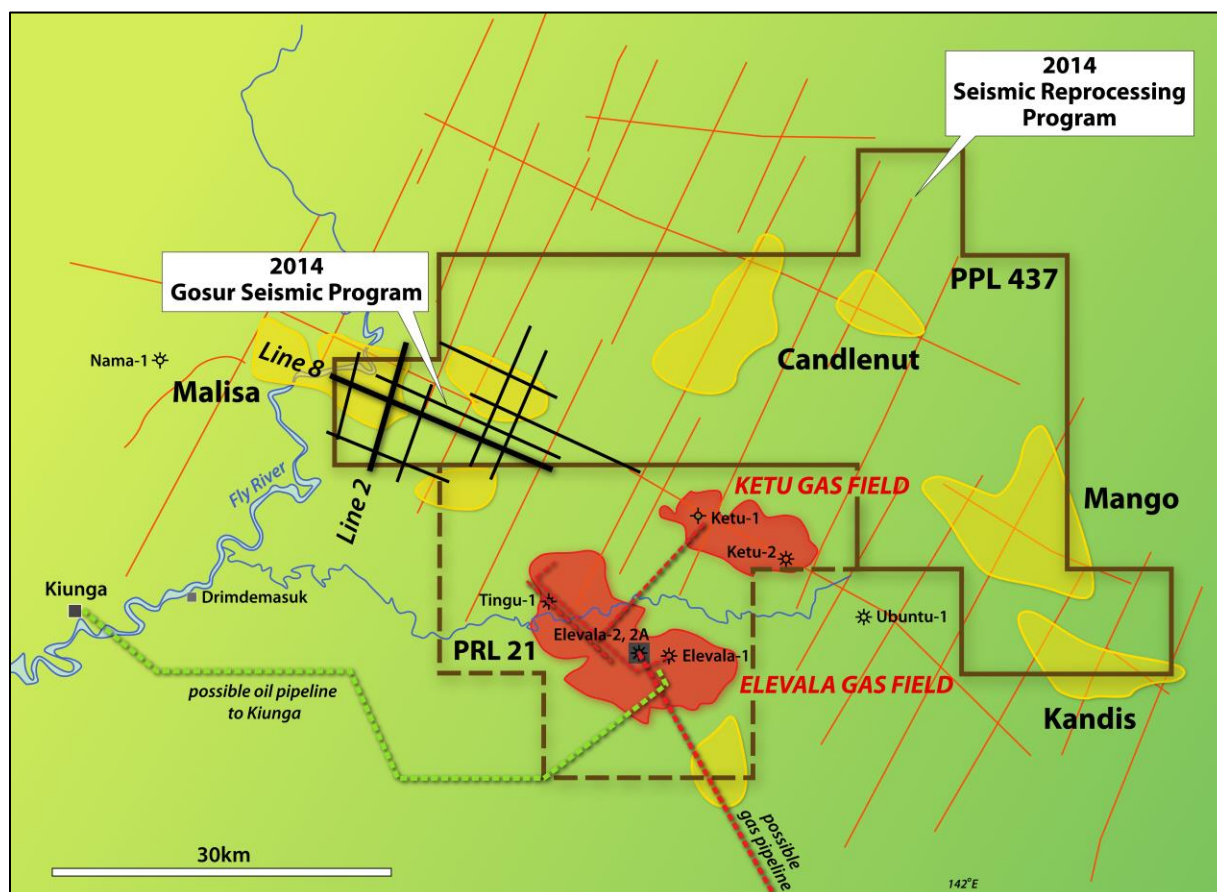 2014
Seismic Reprocessing
Program
PPL 437
2014
Gosur Seismic Program
Candlenut
Nama-1
Line 8
Malisa
Fly River
Line 2
KETU GAS FIELD
Mango
Ketu-1
Ketu-2
Kiunga
Drimdemasuk
Tingu-1
Ubuntu-1
Elevala-2, 2A
PRL 21
Elevala-1
ELEVALA GAS FIELD
possible oil pipeline
to Kiunga
Kandis
possible
gas pipeline
30km
142°E